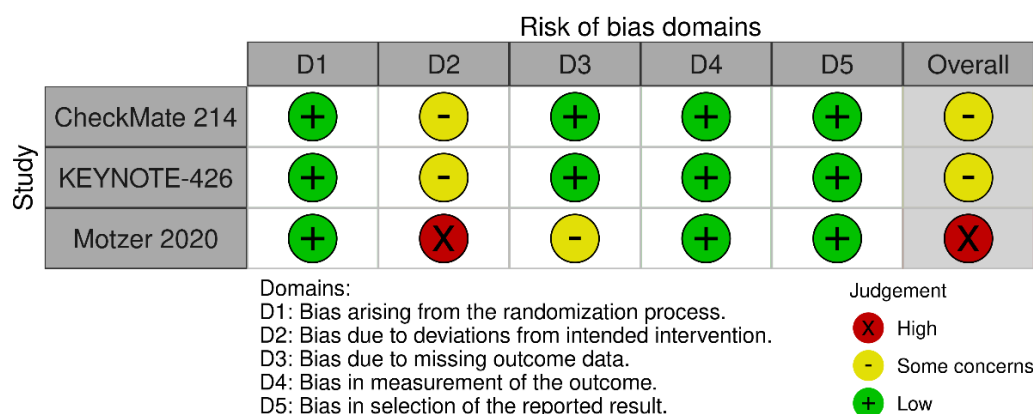 Risk of bias domains
D1 D2 D3 D4 D5 Overall
Study
CheckMate 214 + - + + + -
KEYNOTE-426 + - + + + -
Motzer 2020 + X - + + X
Domains:
D1: Bias arising from the randomization process.
D2: Bias due to deviations from intended intervention.
D3: Bias due to missing outcome data.
D4: Bias in measurement of the outcome.
D5: Bias in selection of the reported result.
Judgement
X High
- Some concerns
+ Low